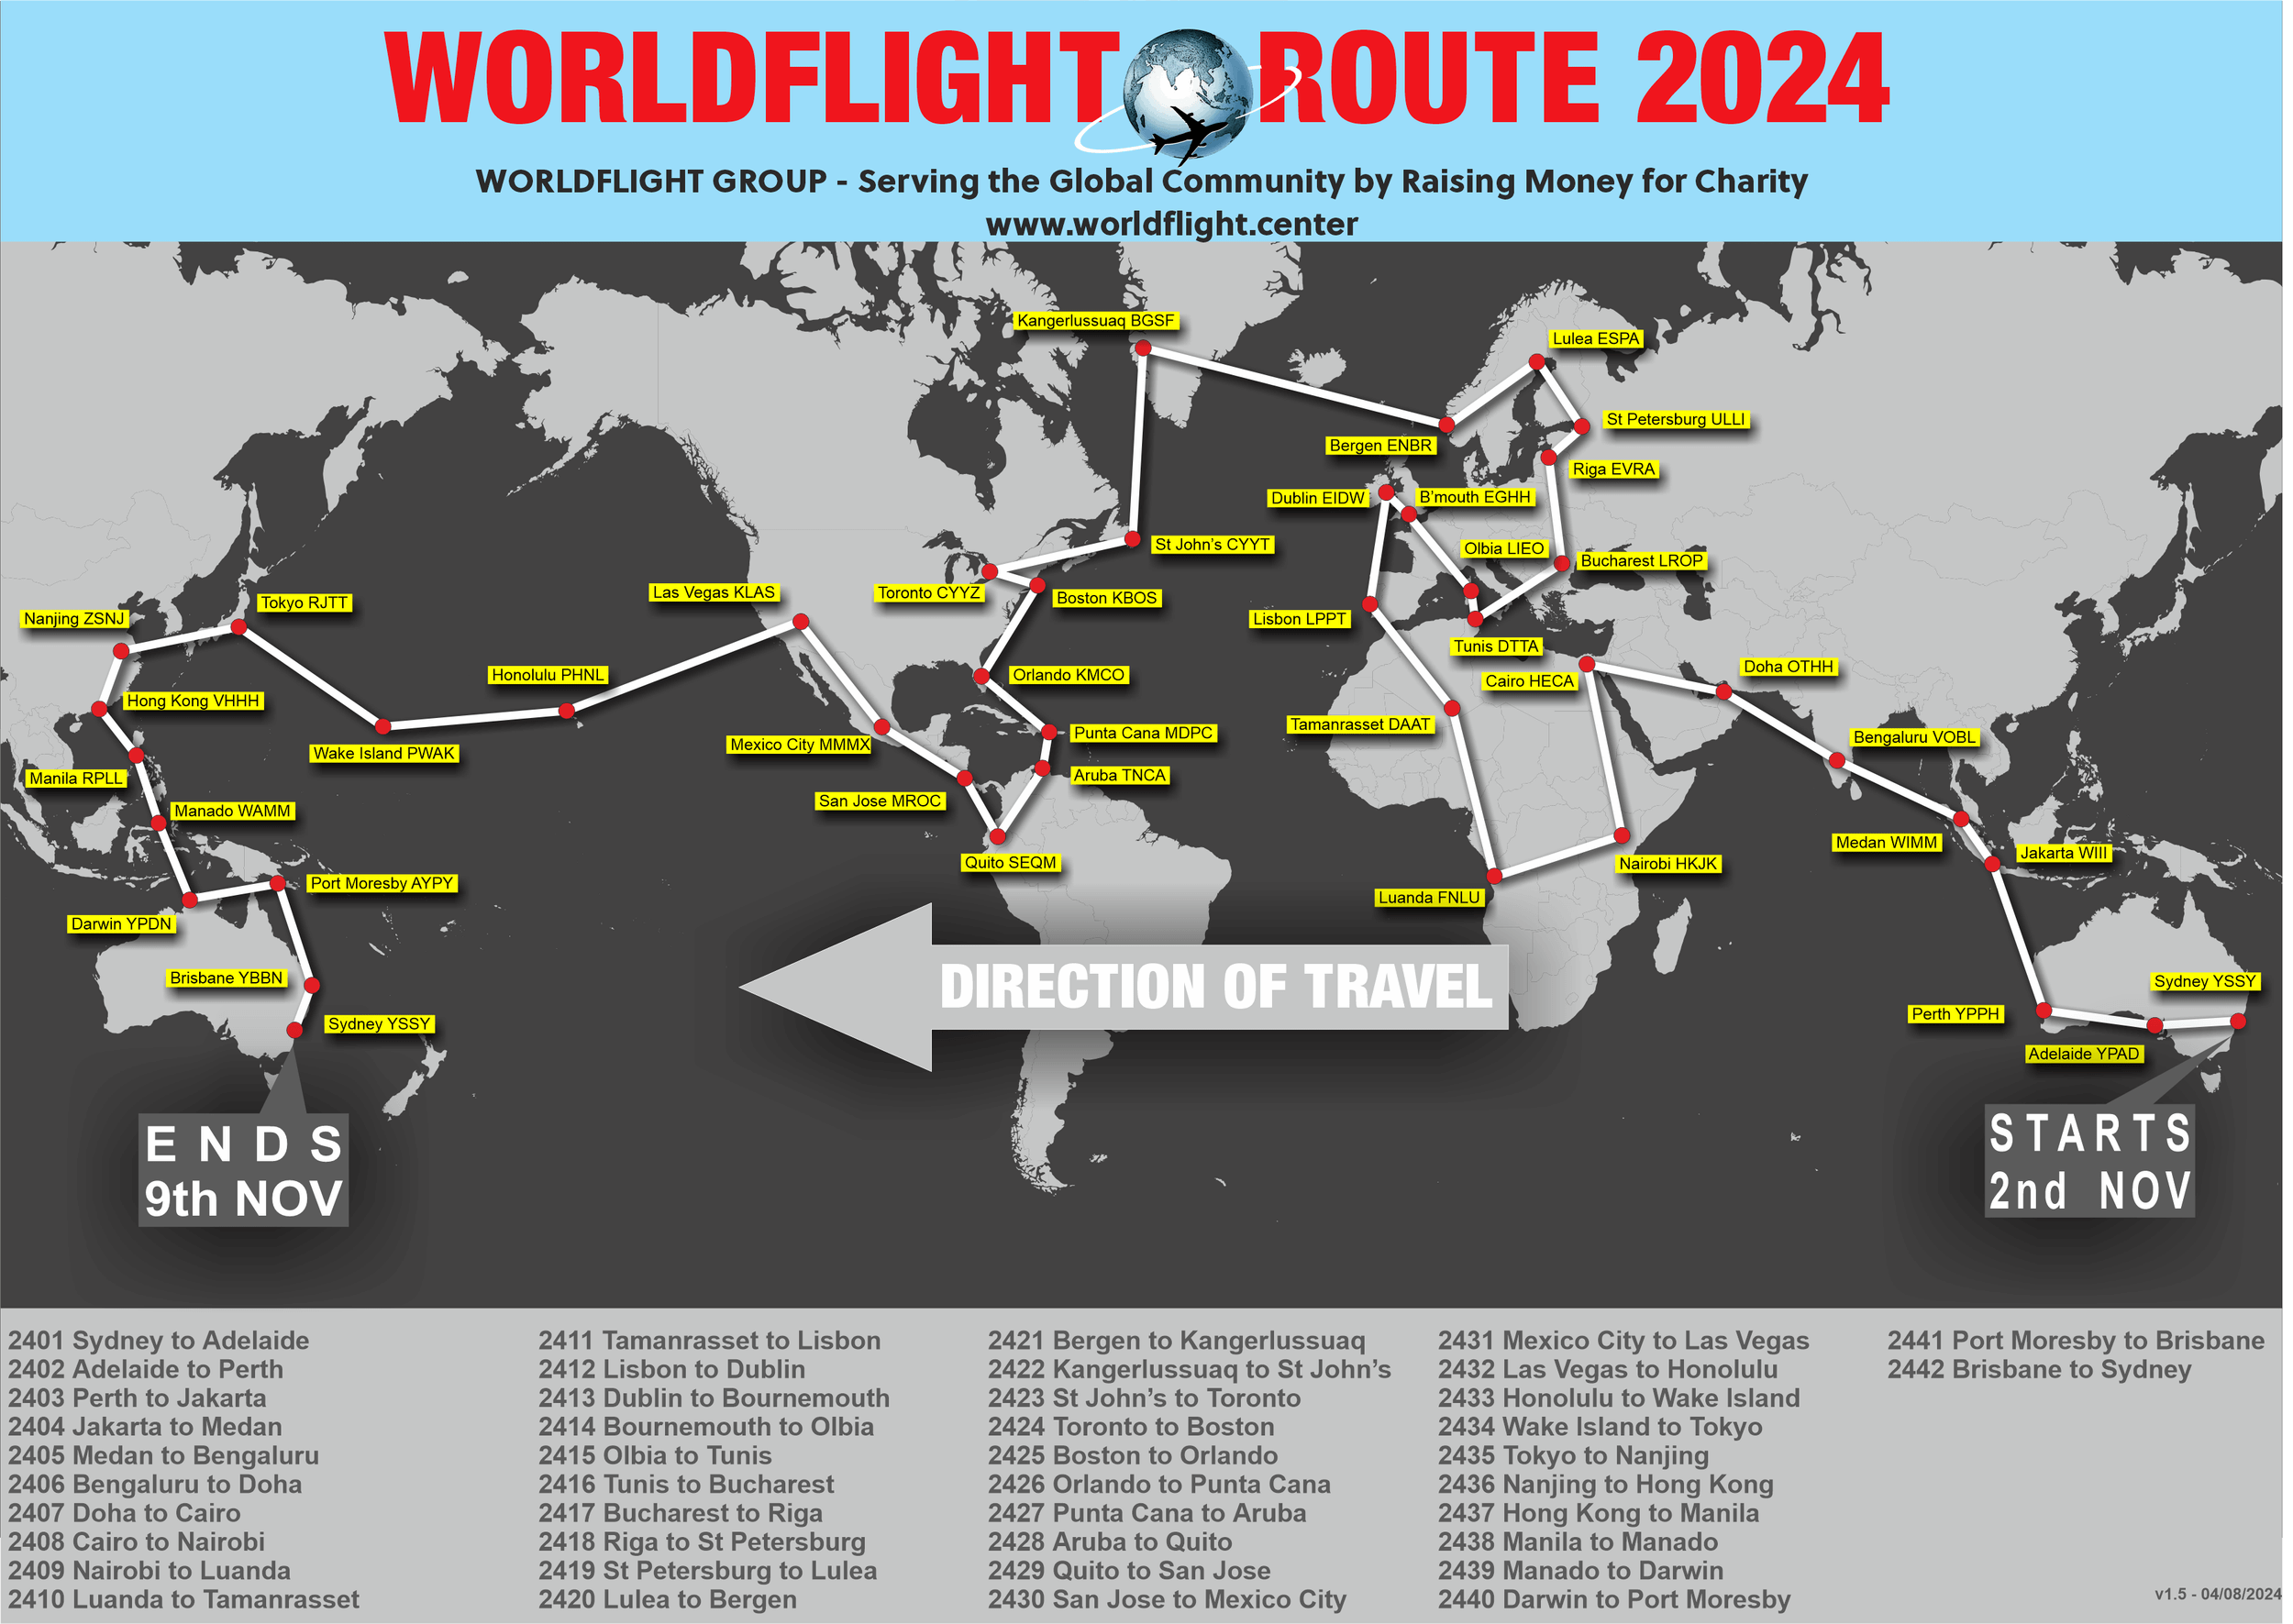 WORLDFLIGHT ROUTE 2024
WORLDFLIGHT GROUP - Serving the Global Community by Raising Money for Charity
www.worldflight.center
Kangerlussuaq BGSF
Lulea ESPA
St Petersburg ULLI
Bergen ENBR
Riga EVRA
Dublin EIDW
B'mouth EGHH
St John's CYYT
Olbia LIEO
Bucharest LROP
Las Vegas KLAS
Toronto CYYZ
Boston KBOS
Tokyo RJTT
Nanjing ZSNJ
Lisbon LPPT
Tunis DTTA
Honolulu PHNL
Orlando KMCO
Cairo HECA
Doha OTHH
Hong Kong VHHH
Tamanrasset DAAT
Wake Island PWAK
Mexico City MMMX
Punta Cana MDPC
Bengaluru VOBL
Manila RPLL
Aruba TNCA
San Jose MROC
Manado WAMM
Medan WIMM
Jakarta WIII
Quito SEQM
Nairobi HKJK
Port Moresby AYPY
Luanda FNLU
Darwin YPDN
DIRECTION OF TRAVEL
Brisbane YBBN
Sydney YSSY
Sydney YSSY
Perth YPPH
Adelaide YPAD
ENDS
9th NOV
STARTS
2nd NOV
2401 Sydney to Adelaide
2402 Adelaide to Perth
2403 Perth to Jakarta
2404 Jakarta to Medan
2405 Medan to Bengaluru
2406 Bengaluru to Doha
2407 Doha to Cairo
2408 Cairo to Nairobi
2409 Nairobi to Luanda
2410 Luanda to Tamanrasset
2411 Tamanrasset to Lisbon
2412 Lisbon to Dublin
2413 Dublin to Bournemouth
2414 Bournemouth to Olbia
2415 Olbia to Tunis
2416 Tunis to Bucharest
2417 Bucharest to Riga
2418 Riga to St Petersburg
2419 St Petersburg to Lulea
2420 Lulea to Bergen
2421 Bergen to Kangerlussuaq
2422 Kangerlussuaq to St John's
2423 St John's to Toronto
2424 Toronto to Boston
2425 Boston to Orlando
2426 Orlando to Punta Cana
2427 Punta Cana to Aruba
2428 Aruba to Quito
2429 Quito to San Jose
2430 San Jose to Mexico City
2431 Mexico City to Las Vegas
2432 Las Vegas to Honolulu
2433 Honolulu to Wake Island
2434 Wake Island to Tokyo
2435 Tokyo to Nanjing
2436 Nanjing to Hong Kong
2437 Hong Kong to Manila
2438 Manila to Manado
2439 Manado to Darwin
2440 Darwin to Port Moresby
2441 Port Moresby to Brisbane
2442 Brisbane to Sydney
v1.5 - 04/08/2024